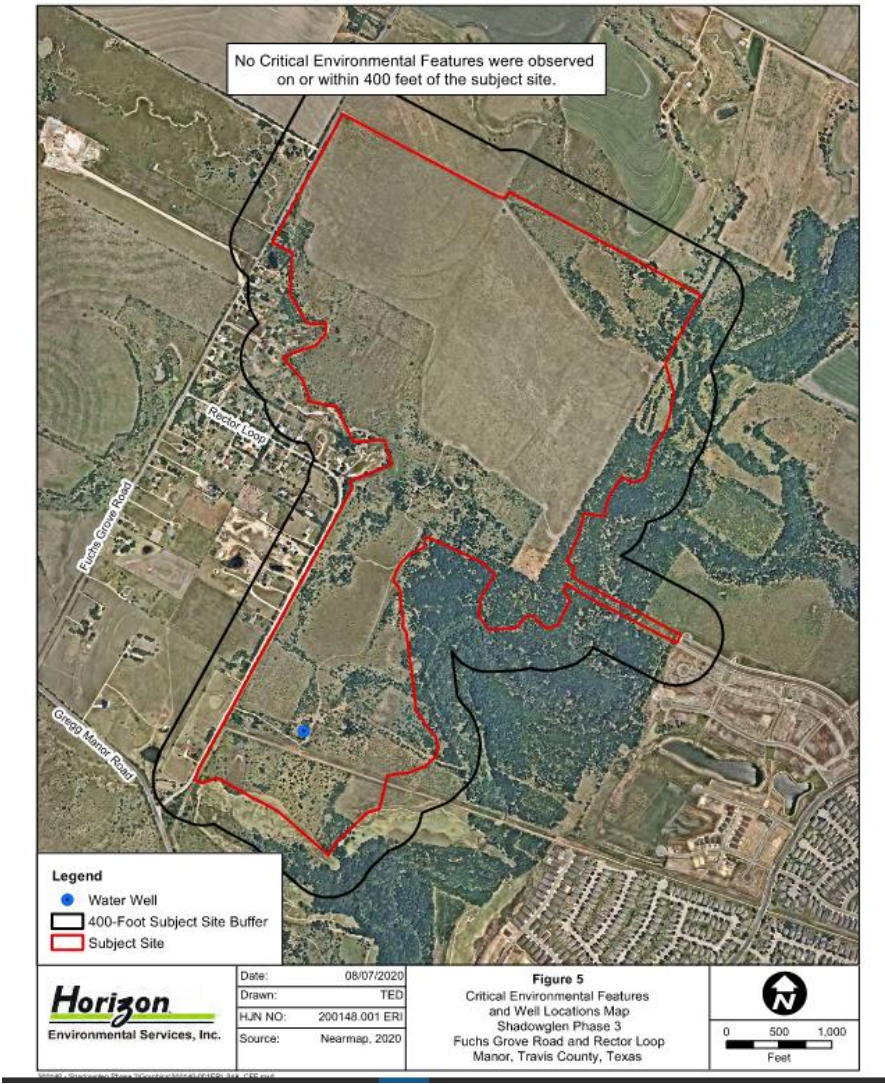 No Critical Environmental Features were observed
on or within 400 feet of the subject site.
Rector Loop
Fuchs Grove Road
Gregg Manor Road
Legend
Water Well
400-Foot Subject Site Buffer
Subject Site
Horizon
Environmental Services, Inc.
Date: 08/07/2020
Drawn: TED
HJN NO: 200148.001 ERI
Source: Nearmap, 2020
Figure 5
Critical Environmental Features
and Well Locations Map
Shadowglen Phase 3
Fuchs Grove Road and Rector Loop
Manor, Travis County, Texas
N
0 500 1,000
Feet